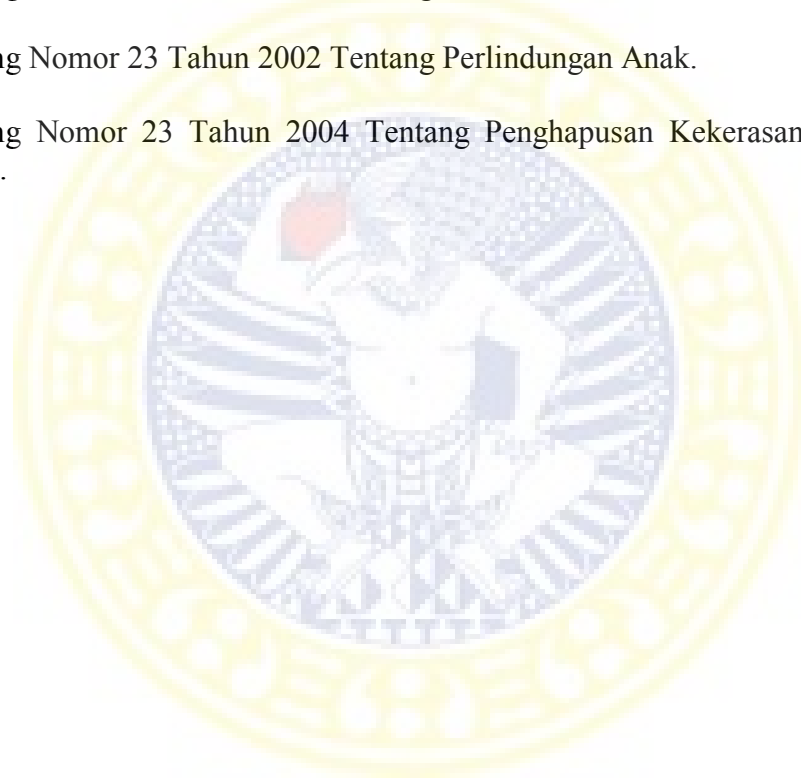 ng Nomor 23 Tahun 2002 Tentang Perlindungan Anak.
ng Nomor 23 Tahun 2004 Tentang Penghapusan Kekerasan
.